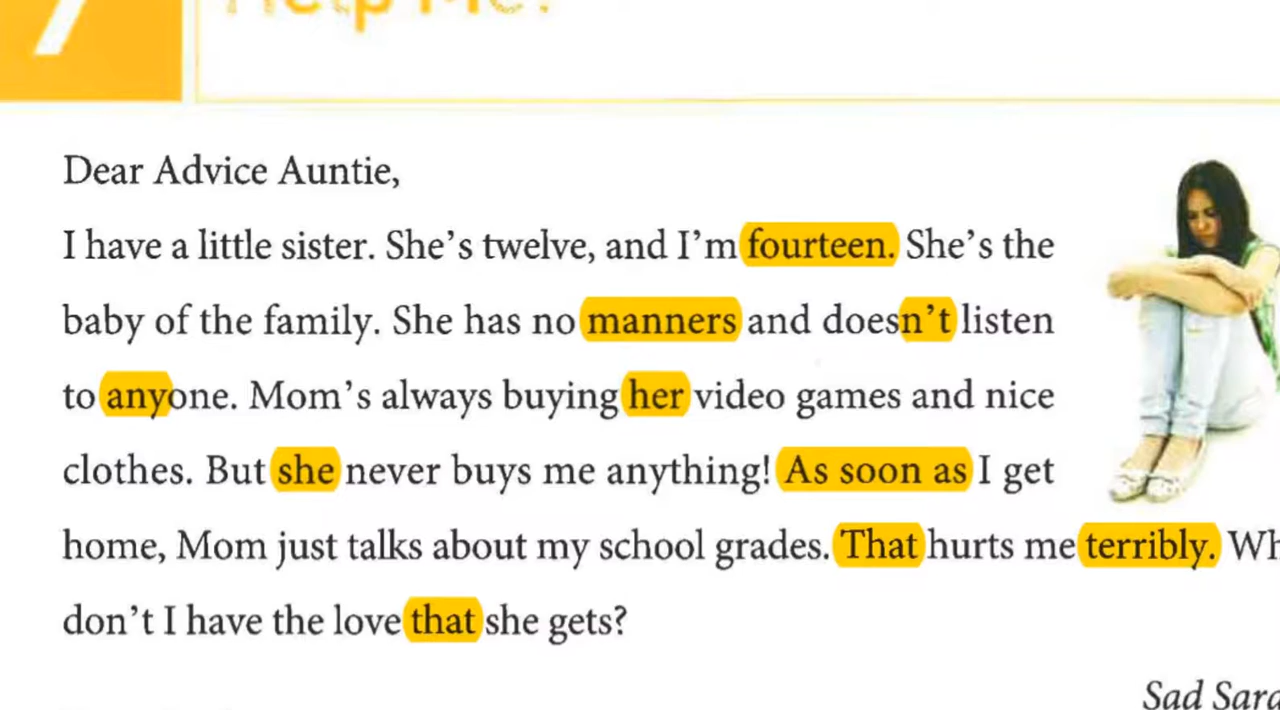 7
Help Me!
Dear Advice Auntie,
I have a little sister. She's twelve, and I'm fourteen. She's the
baby of the family. She has no manners and doesn't listen
to anyone. Mom's always buying her video games and nice
clothes. But she never buys me anything! As soon as I get
home, Mom just talks about my school grades. That hurts me terribly.
don't I have the love that she gets?
Sad